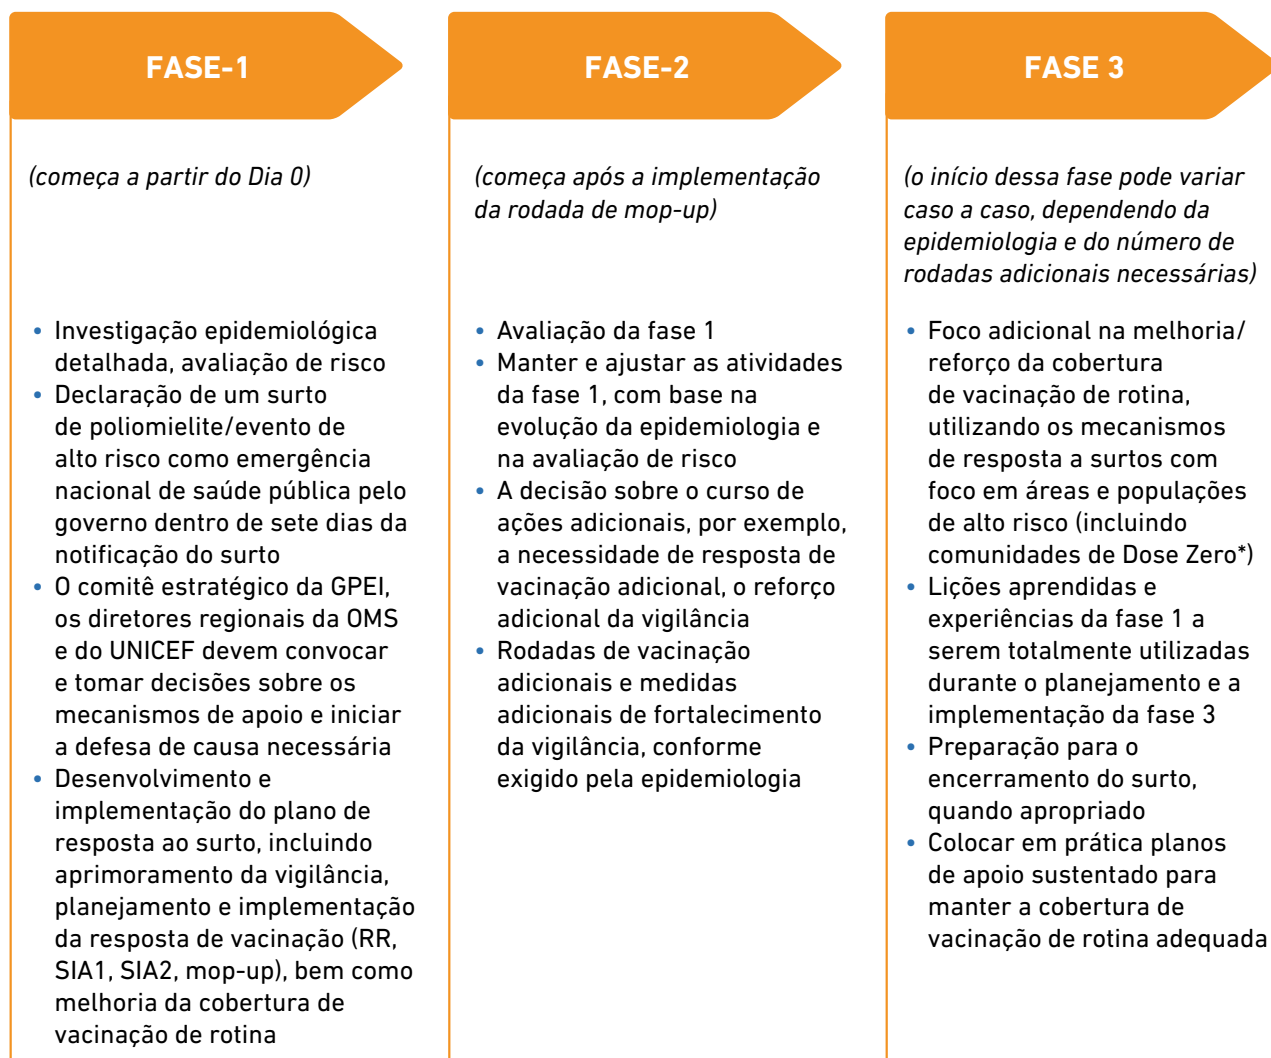 FASE-1
(começa a partir do Dia 0)
• Investigação epidemiológica
detalhada, avaliação de risco
• Declaração de um surto
de poliomielite/evento de
alto risco como emergência
nacional de saúde pública pelo
governo dentro de sete dias da
notificação do surto
• O comitê estratégico da GPEI,
os diretores regionais da OMS
e do UNICEF devem convocar
e tomar decisões sobre os
mecanismos de apoio e iniciar
a defesa de causa necessária
• Desenvolvimento e
implementação do plano de
resposta ao surto, incluindo
aprimoramento da vigilância,
planejamento e implementação
da resposta de vacinação (RR,
SIA1, SIA2, mop-up), bem como
melhoria da cobertura de
vacinação de rotina
FASE-2
(começa após a implementação
da rodada de mop-up)
• Avaliação da fase 1
• Manter e ajustar as atividades
da fase 1, com base na
evolução da epidemiologia e
na avaliação de risco
• A decisão sobre o curso de
ações adicionais, por exemplo,
a necessidade de resposta de
vacinação adicional, o reforço
adicional da vigilância
• Rodadas de vacinação
adicionais e medidas
adicionais de fortalecimento
da vigilância, conforme
exigido pela epidemiologia
FASE 3
(o início dessa fase pode variar
caso a caso, dependendo da
epidemiologia e do número de
rodadas adicionais necessárias)
• Foco adicional na melhoria/
reforço da cobertura
de vacinação de rotina,
utilizando os mecanismos
de resposta a surtos com
foco em áreas e populações
de alto risco (incluindo
comunidades de Dose Zero*)
• Lições aprendidas e
experiências da fase 1 a
serem totalmente utilizadas
durante o planejamento e a
implementação da fase 3
• Preparação para o
encerramento do surto,
quando apropriado
• Colocar em prática planos
de apoio sustentado para
manter a cobertura de
vacinação de rotina adequada